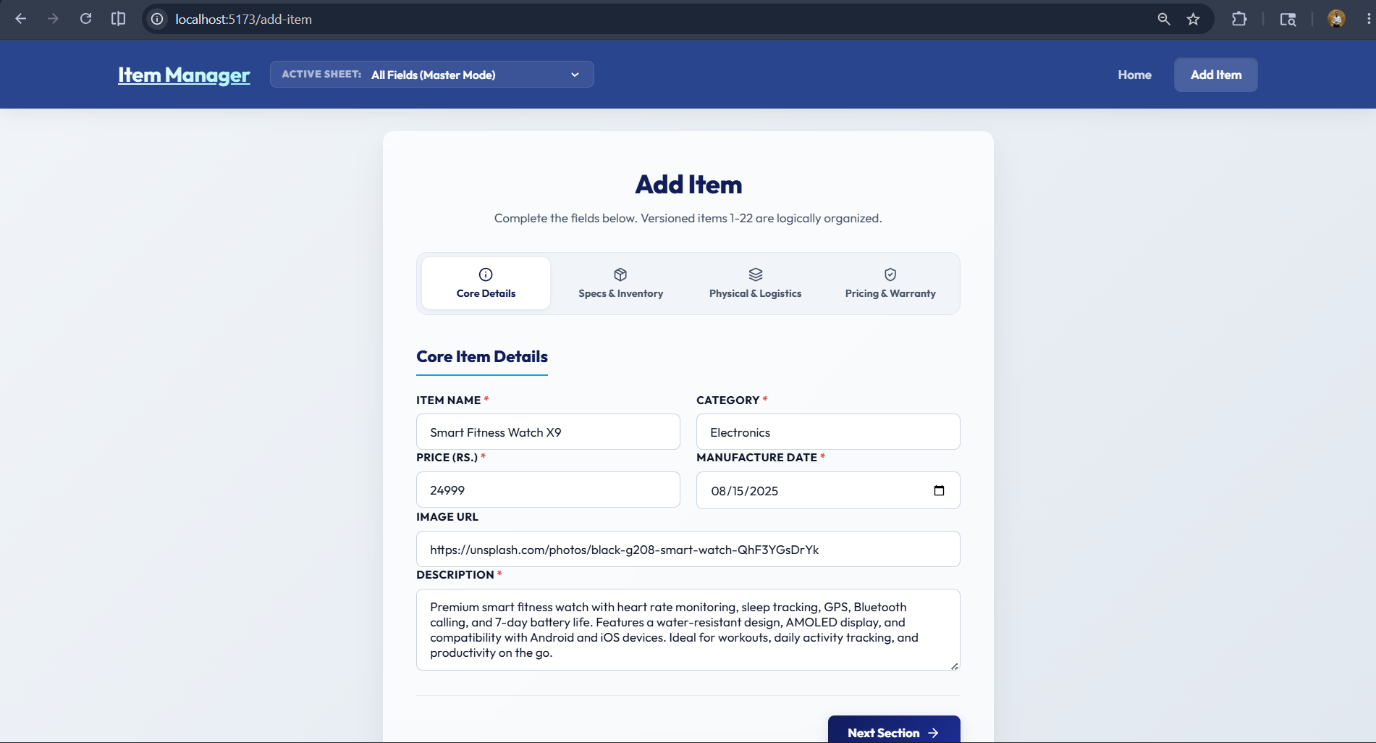 localhost:5173/add-item
Item Manager
ACTIVE SHEET: All Fields (Master Mode)
Home
Add Item
Add Item
Complete the fields below. Versioned items 1-22 are logically organized.
Core Details
Specs & Inventory
Physical & Logistics
Pricing & Warranty
Core Item Details
ITEM NAME *
CATEGORY *
Smart Fitness Watch X9
Electronics
PRICE (RS.) *
MANUFACTURE DATE *
24999
08/15/2025
IMAGE URL
https://unsplash.com/photos/black-g208-smart-watch-QhF3YGsDrYk
DESCRIPTION *
Premium smart fitness watch with heart rate monitoring, sleep tracking, GPS, Bluetooth
calling, and 7-day battery life. Features a water-resistant design, AMOLED display, and
compatibility with Android and iOS devices. Ideal for workouts, daily activity tracking, and
productivity on the go.
Next Section →